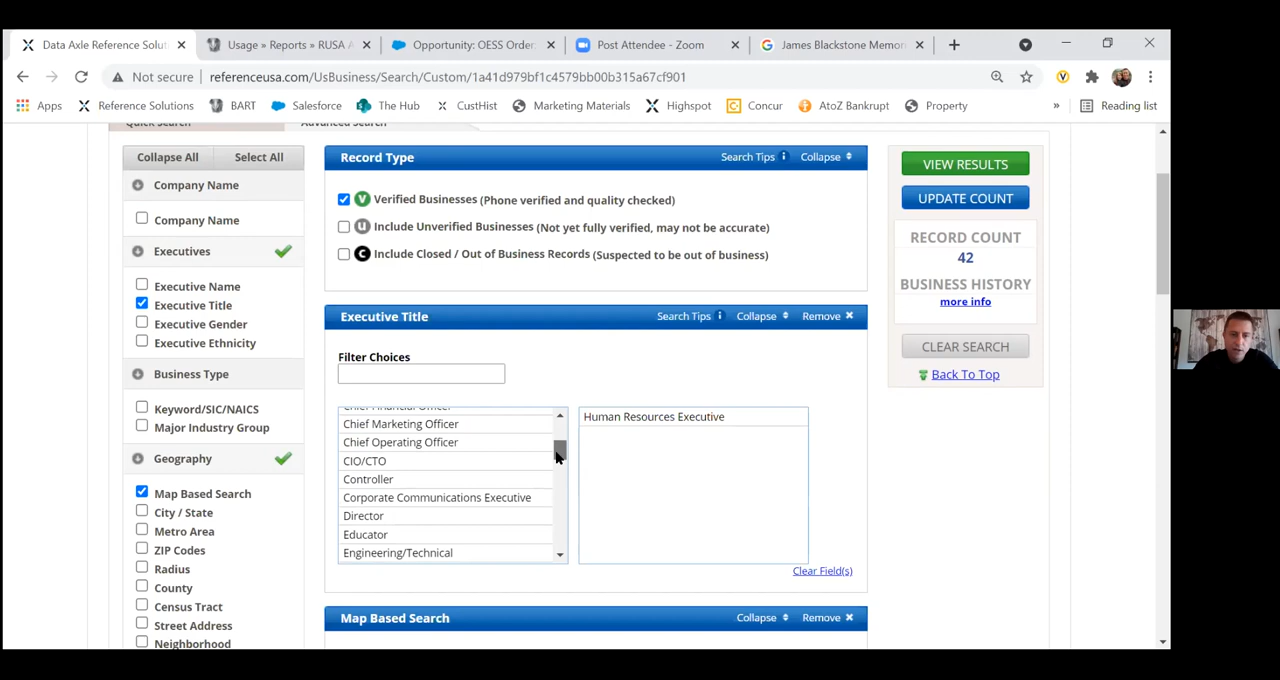 Data Axle Reference Soluti
Usage » Reports » RUSA A
Opportunity: OESS Order:
Post Attendee - Zoom
James Blackstone Memor
Not secure
referenceusa.com/UsBusiness/Search/Custom/1a41d979bf1c4579bb00b315a67cf901
Apps
Reference Solutions
BART
Salesforce
The Hub
CustHist
Marketing Materials
Highspot
Concur
AtoZ Bankrupt
Property
»
Reading list
Quick Search
Advanced Search
Collapse All
Select All
Company Name
Company Name
Executives
Executive Name
Executive Title
Executive Gender
Executive Ethnicity
Business Type
Keyword/SIC/NAICS
Major Industry Group
Geography
Map Based Search
City / State
Metro Area
ZIP Codes
Radius
County
Census Tract
Street Address
Neighborhood
Record Type
Search Tips i
Collapse
V Verified Businesses (Phone verified and quality checked)
U Include Unverified Businesses (Not yet fully verified, may not be accurate)
C Include Closed / Out of Business Records (Suspected to be out of business)
Executive Title
Search Tips i
Collapse
Remove
Filter Choices
Chief Financial Officer
Chief Marketing Officer
Chief Operating Officer
CIO/CTO
Controller
Corporate Communications Executive
Director
Educator
Engineering/Technical
Human Resources Executive
Clear Field(s)
Map Based Search
Collapse
Remove
VIEW RESULTS
UPDATE COUNT
RECORD COUNT
42
BUSINESS HISTORY
more info
CLEAR SEARCH
Back To Top